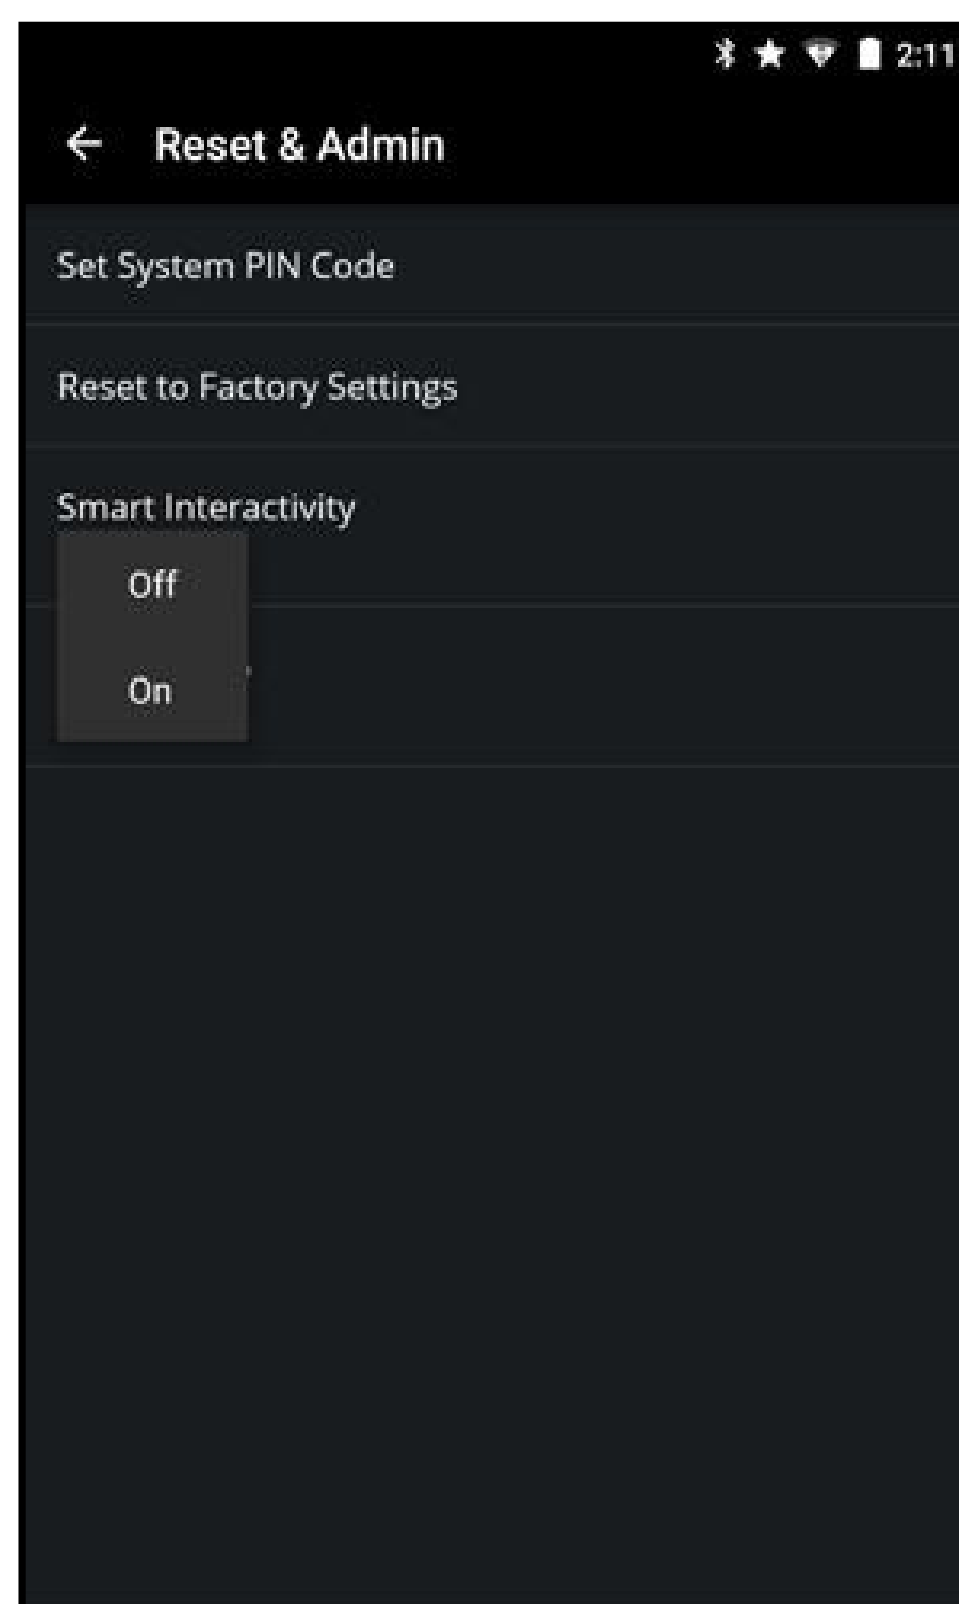 2:11
Reset & Admin
Set System PIN Code
Reset to Factory Settings
Smart Interactivity
Off
On